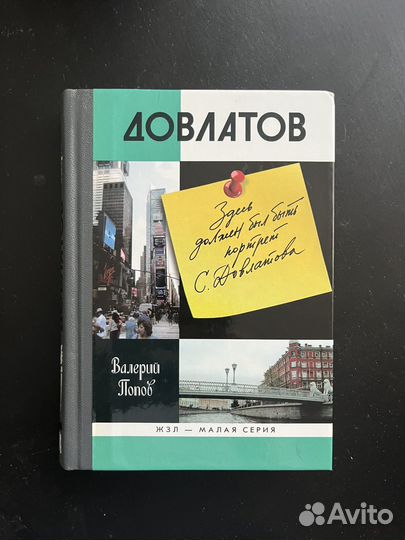 ДОВЛАТОВ
Здесь
должен был быть
портрет
С. Довлатова
Валерий
Попов
ЖЗЛ — МАЛАЯ СЕРИЯ
Avito